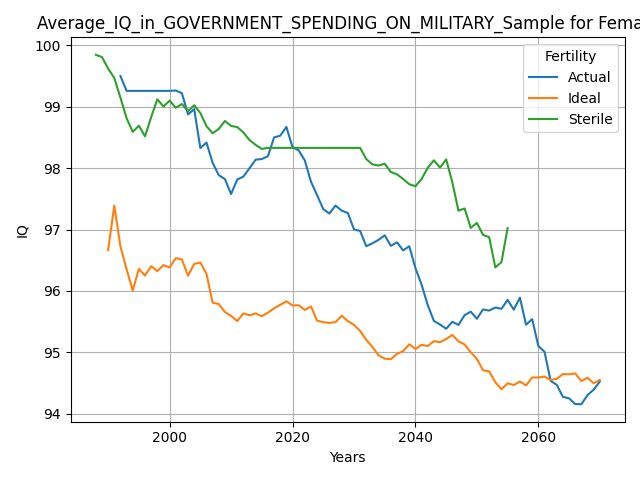 Average_IQ_in_GOVERNMENT_SPENDING_ON_MILITARY_Sample for Fema
Fertility
Actual
Ideal
Sterile
IQ
100
99
98
97
96
95
94
2000
2020
2040
2060
Years